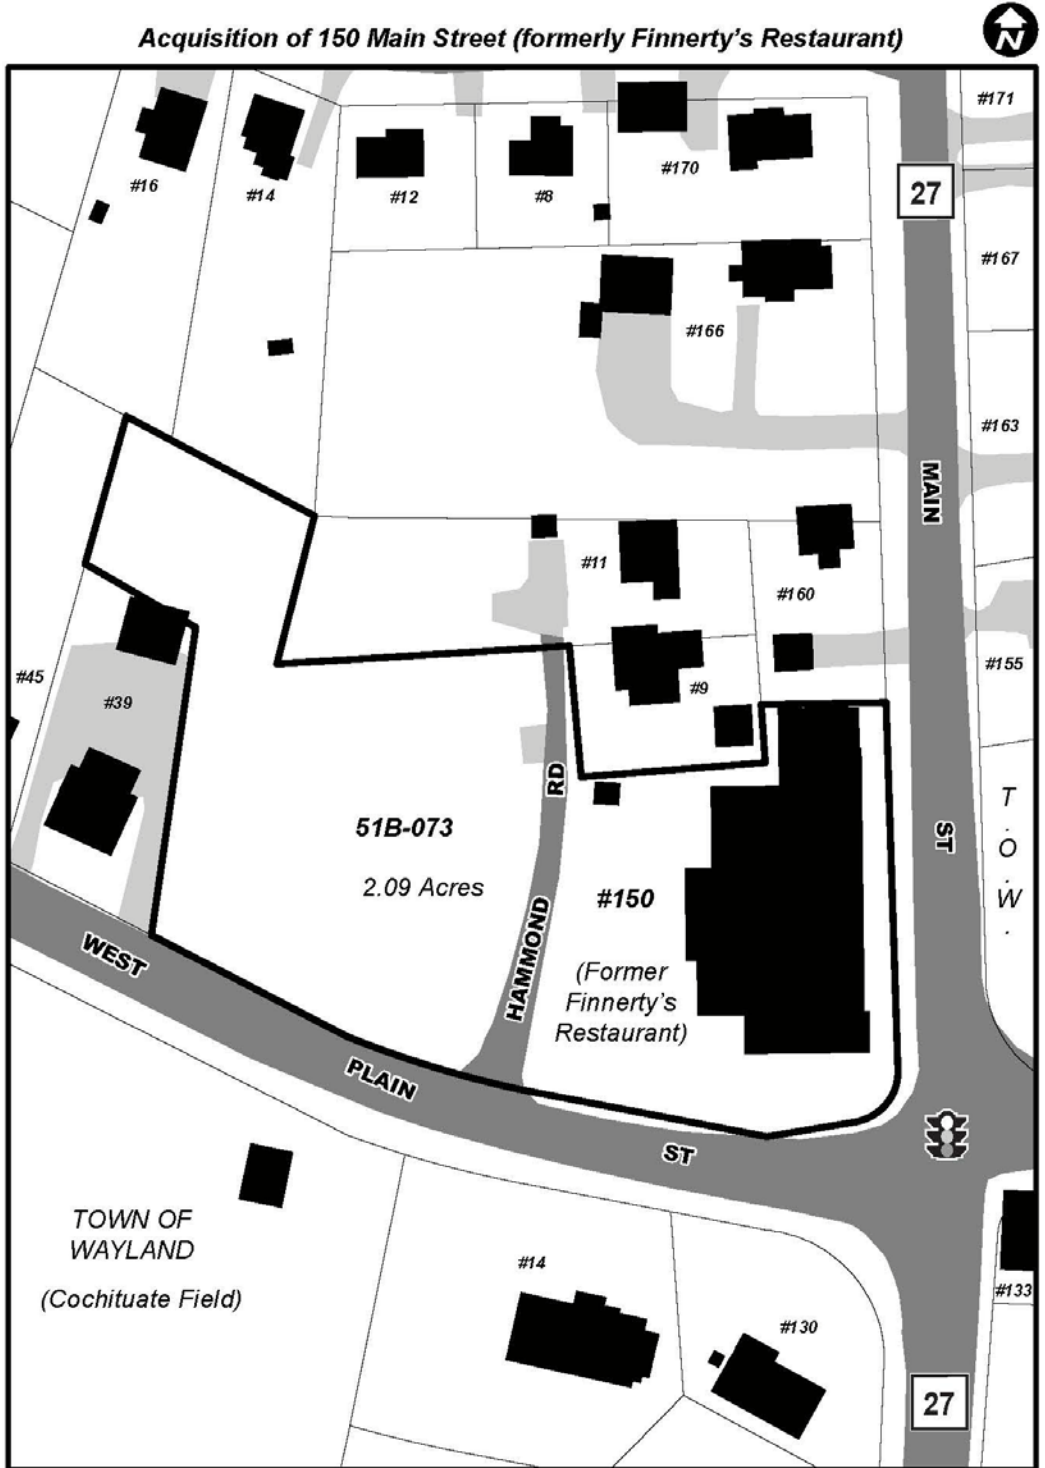 Acquisition of 150 Main Street (formerly Finnerty's Restaurant)
N
#171
#16
#14
#12
#8
#170
27
#167
#166
#163
MAIN
#11
#160
#155
#45
#39
#9
RD
51B-073
ST
T.O.W.
2.09 Acres
#150
HAMMOND
WEST
(Former
Finnerty's
Restaurant)
PLAIN
ST
TOWN OF
WAYLAND
(Cochituate Field)
#14
#133
#130
27